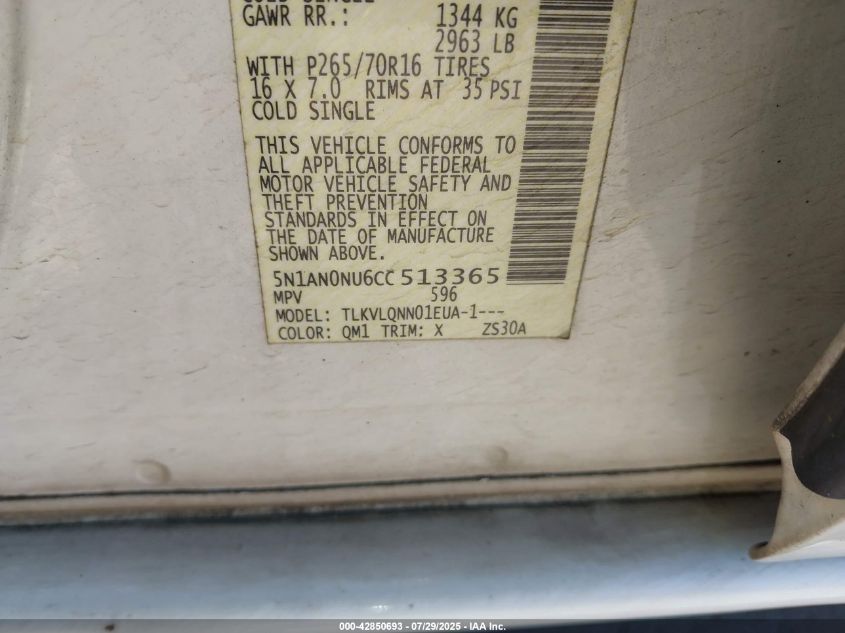 GAWR RR.: 1344 KG
2963 LB
WITH P265/70R16 TIRES
16 X 7.0 RIMS AT 35 PSI
COLD SINGLE
THIS VEHICLE CONFORMS TO
ALL APPLICABLE FEDERAL
MOTOR VEHICLE SAFETY AND
THEFT PREVENTION
STANDARDS IN EFFECT ON
THE DATE OF MANUFACTURE
SHOWN ABOVE.
5N1AN0NU6CC513365
MPV 596
MODEL: TLKVLQNN01EUA-1---
COLOR: QM1 TRIM: X ZS30A
000-42850693 - 07/29/2025 - IAA Inc.